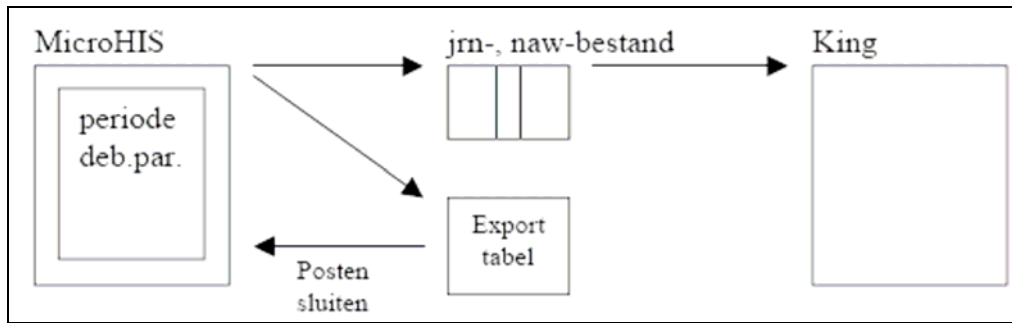 MicroHIS
jrn-, naw-bestand
King
periode
deb.par.
Export
tabel
Posten
sluiten